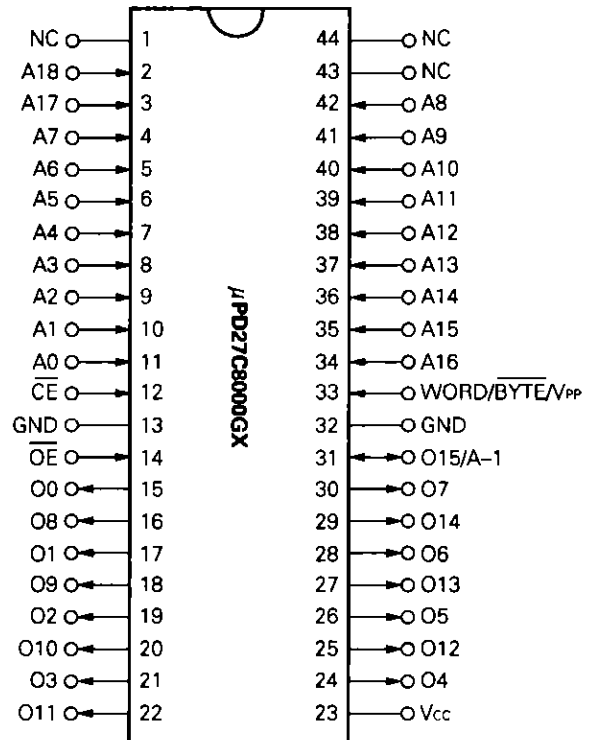 NC 1 44 NC
A18 2 43 NC
A17 3 42 A8
A7 4 41 A9
A6 5 40 A10
A5 6 39 A11
A4 7 38 A12
A3 8 37 A13
A2 9 36 A14
A1 10 35 A15
A0 11 34 A16
C̅E̅ 12 33 WORD/B̅Y̅T̅E̅/VPP
GND 13 32 GND
O̅E̅ 14 31 O15/A−1
O0 15 30 O7
O8 16 29 O14
O1 17 28 O6
O9 18 27 O13
O2 19 26 O5
O10 20 25 O12
O3 21 24 O4
O11 22 23 Vcc
μPD27C8000GX